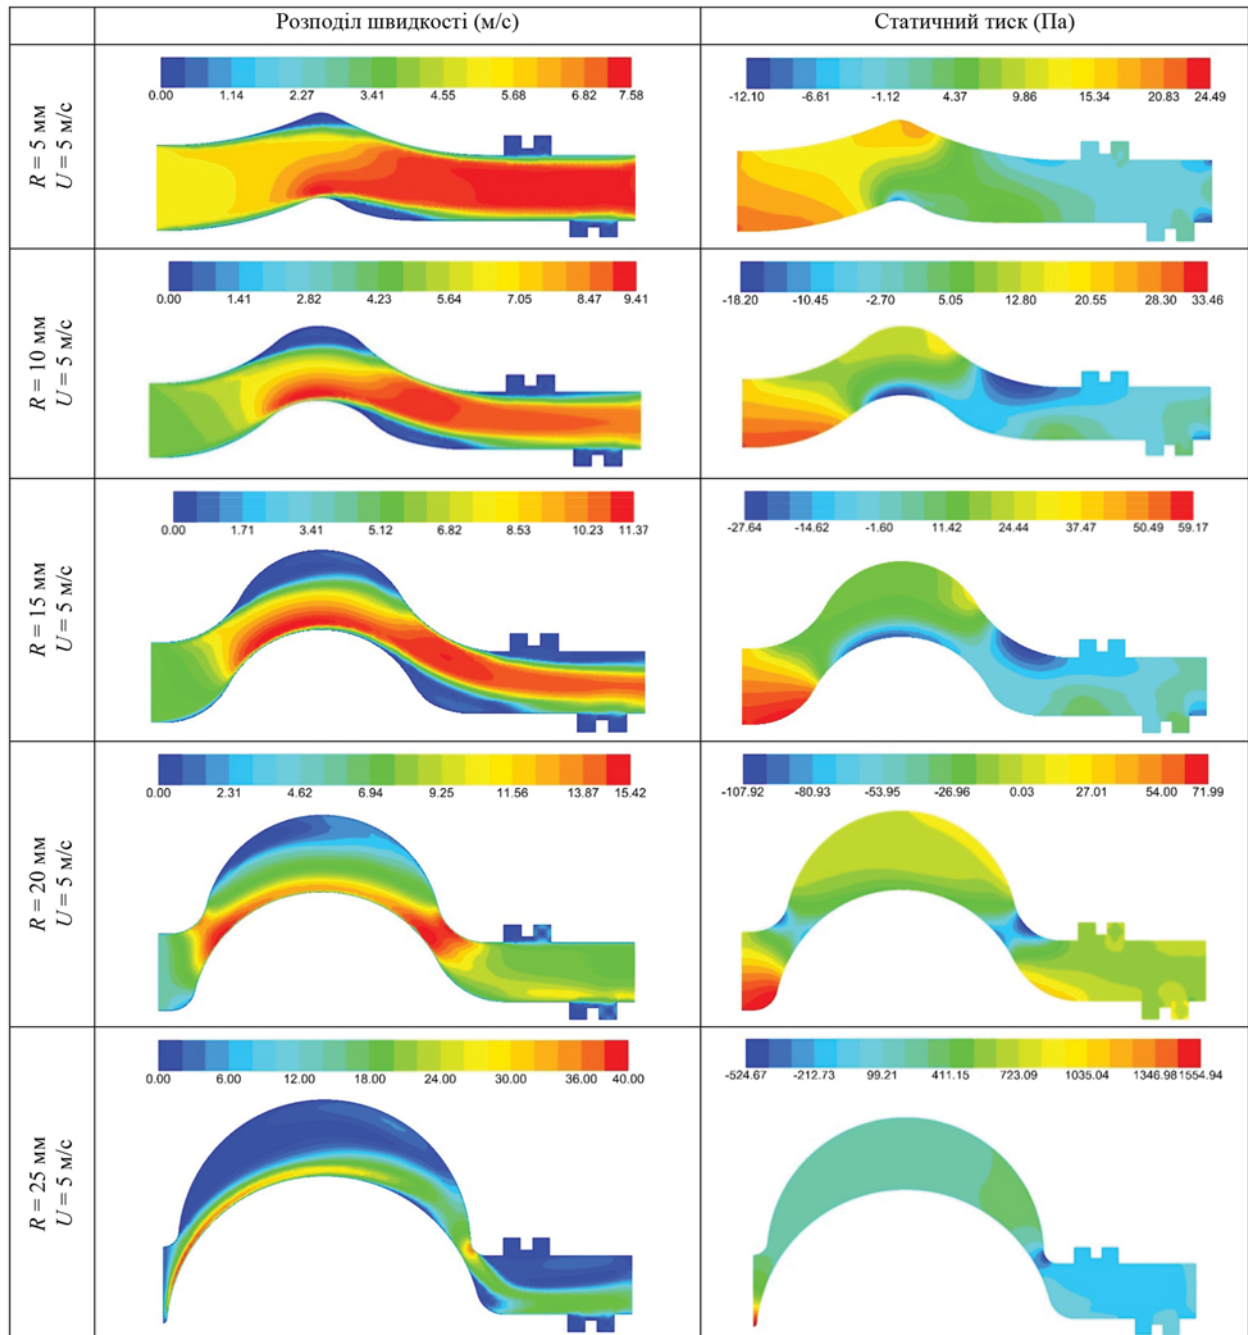 Розподіл швидкості (м/с)
Статичний тиск (Па)
R = 5 мм
U = 5 м/с
0.00 1.14 2.27 3.41 4.55 5.68 6.82 7.58
-12.10 -6.61 -1.12 4.37 9.86 15.34 20.83 24.49
R = 10 мм
U = 5 м/с
0.00 1.41 2.82 4.23 5.64 7.05 8.47 9.41
-18.20 -10.45 -2.70 5.05 12.80 20.55 28.30 33.46
R = 15 мм
U = 5 м/с
0.00 1.71 3.41 5.12 6.82 8.53 10.23 11.37
-27.64 -14.62 -1.60 11.42 24.44 37.47 50.49 59.17
R = 20 мм
U = 5 м/с
0.00 2.31 4.62 6.94 9.25 11.56 13.87 15.42
-107.92 -80.93 -53.95 -26.96 0.03 27.01 54.00 71.99
R = 25 мм
U = 5 м/с
0.00 6.00 12.00 18.00 24.00 30.00 36.00 40.00
-524.67 -212.73 99.21 411.15 723.09 1035.04 1346.98 1554.94